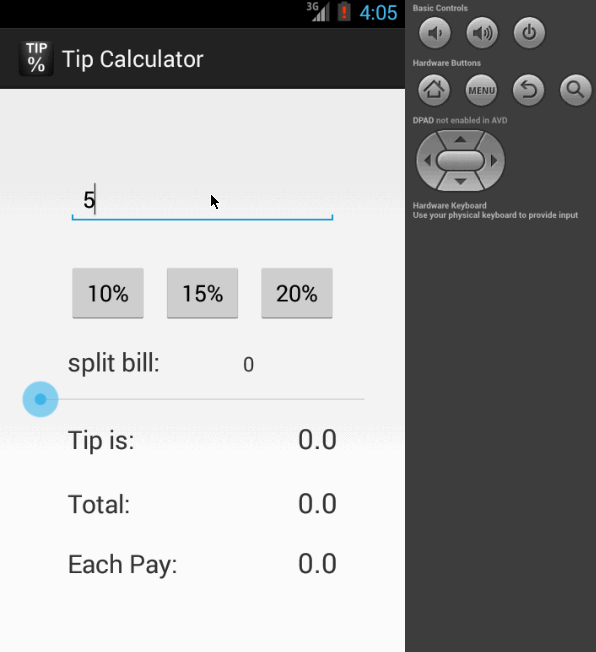 3G 4:05
TIP
%
Tip Calculator
5
10% 15% 20%
split bill: 0
Tip is: 0.0
Total: 0.0
Each Pay: 0.0
Basic Controls
Hardware Buttons
MENU
DPAD not enabled in AVD
Hardware Keyboard
Use your physical keyboard to provide input